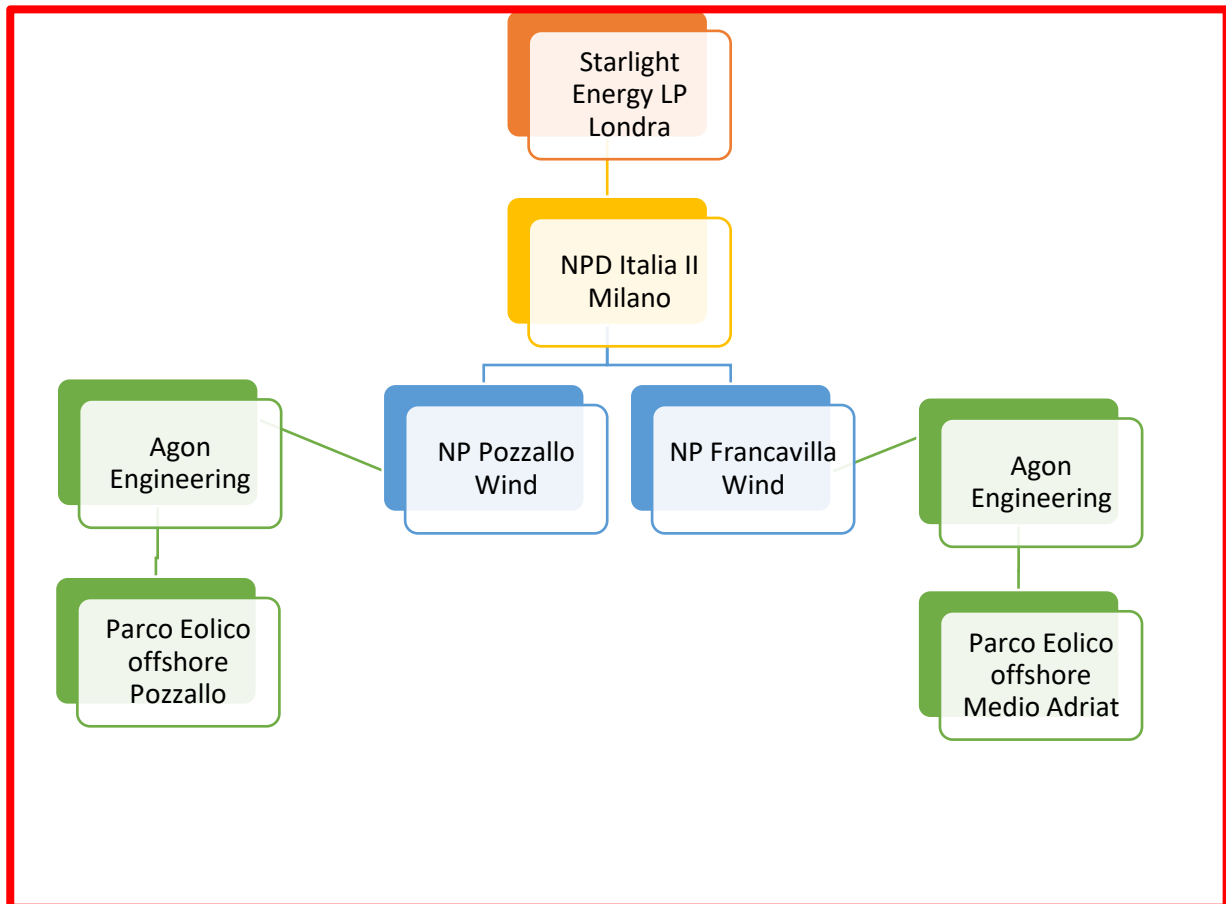 Starlight
Energy LP
Londra
NPD Italia II
Milano
Agon
Engineering
NP Pozzallo
Wind
NP Francavilla
Wind
Agon
Engineering
Parco Eolico
offshore
Pozzallo
Parco Eolico
offshore
Medio Adriat